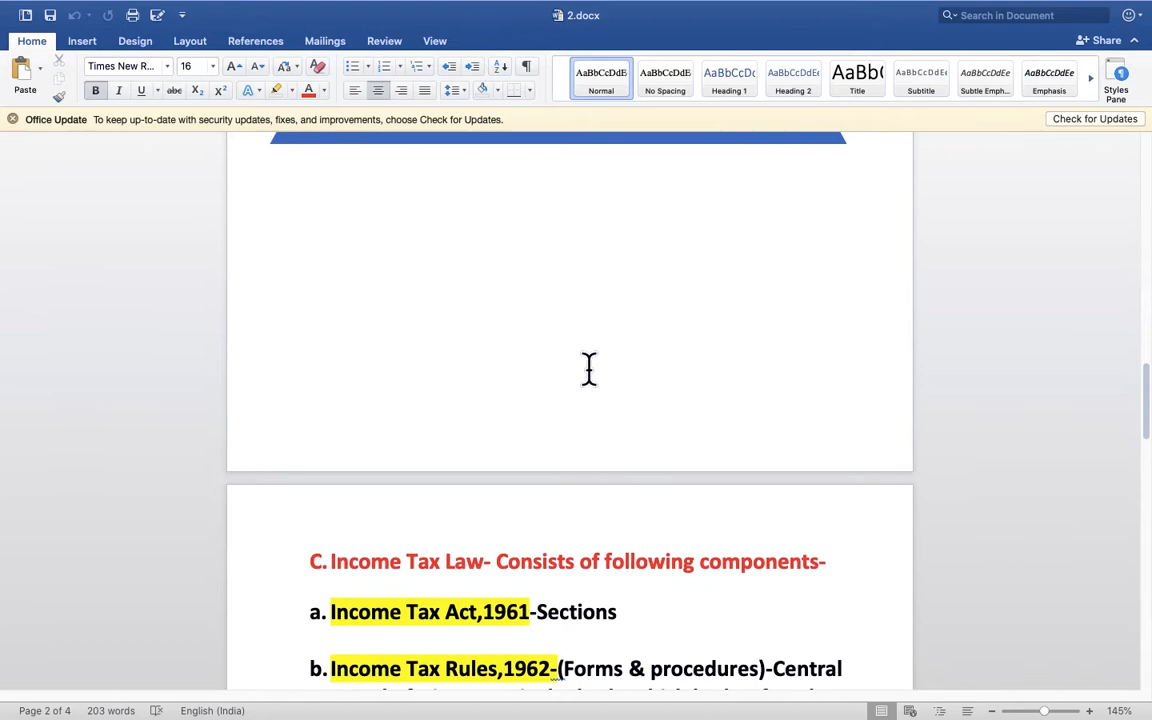 2.docx
Search in Document
Home Insert Design Layout References Mailings Review View
Share
Times New R... 16
Paste
AaBbCcDdE AaBbCcDdE AaBbCcDc AaBbCcDdEe AaBb( AaBbCcDdEe AaBbCcDdEe AaBbCcDdEe
Normal No Spacing Heading 1 Heading 2 Title Subtitle Subtle Emph... Emphasis
Styles
Pane
Office Update To keep up-to-date with security updates, fixes, and improvements, choose Check for Updates. Check for Updates
C. Income Tax Law- Consists of following components-
a. Income Tax Act,1961-Sections
b. Income Tax Rules,1962-(Forms & procedures)-Central
Page 2 of 4 203 words English (India) 145%